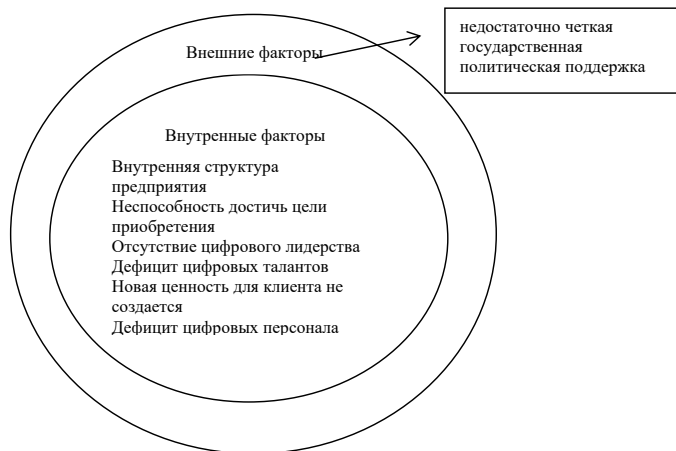 недостаточно четкая
государственная
политическая поддержка
Внешние факторы
Внутренные факторы
Внутренняя структура
предприятия
Неспособность достичь цели
приобретения
Отсутствие цифрового лидерства
Дефицит цифровых талантов
Новая ценность для клиента не
создается
Дефицит цифровых персонала